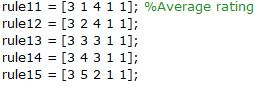 rule11 = [3 1 4 1 1]; %Average rating
rule12 = [3 2 4 1 1];
rule13 = [3 3 3 1 1];
rule14 = [3 4 3 1 1];
rule15 = [3 5 2 1 1];